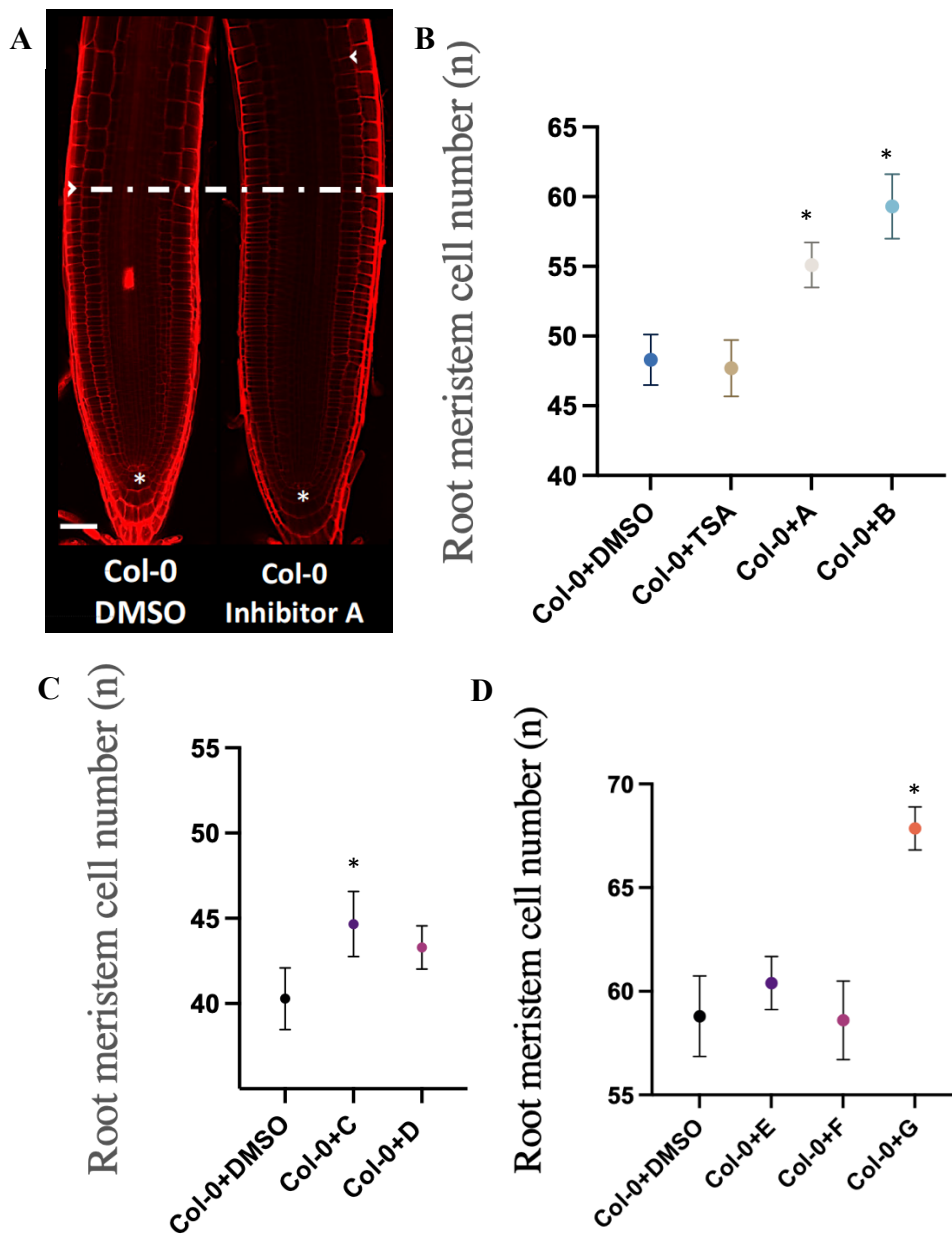 A
*
*
Col-0
DMSO
Col-0
Inhibitor A
B
Root meristem cell number (n)
65
60
55
50
45
40
*
*
Col-0+DMSO
Col-0+TSA
Col-0+A
Col-0+B
C
Root meristem cell number (n)
55
50
45
40
*
Col-0+DMSO
Col-0+C
Col-0+D
D
Root meristem cell number (n)
70
65
60
55
*
Col-0+DMSO
Col-0+E
Col-0+F
Col-0+G